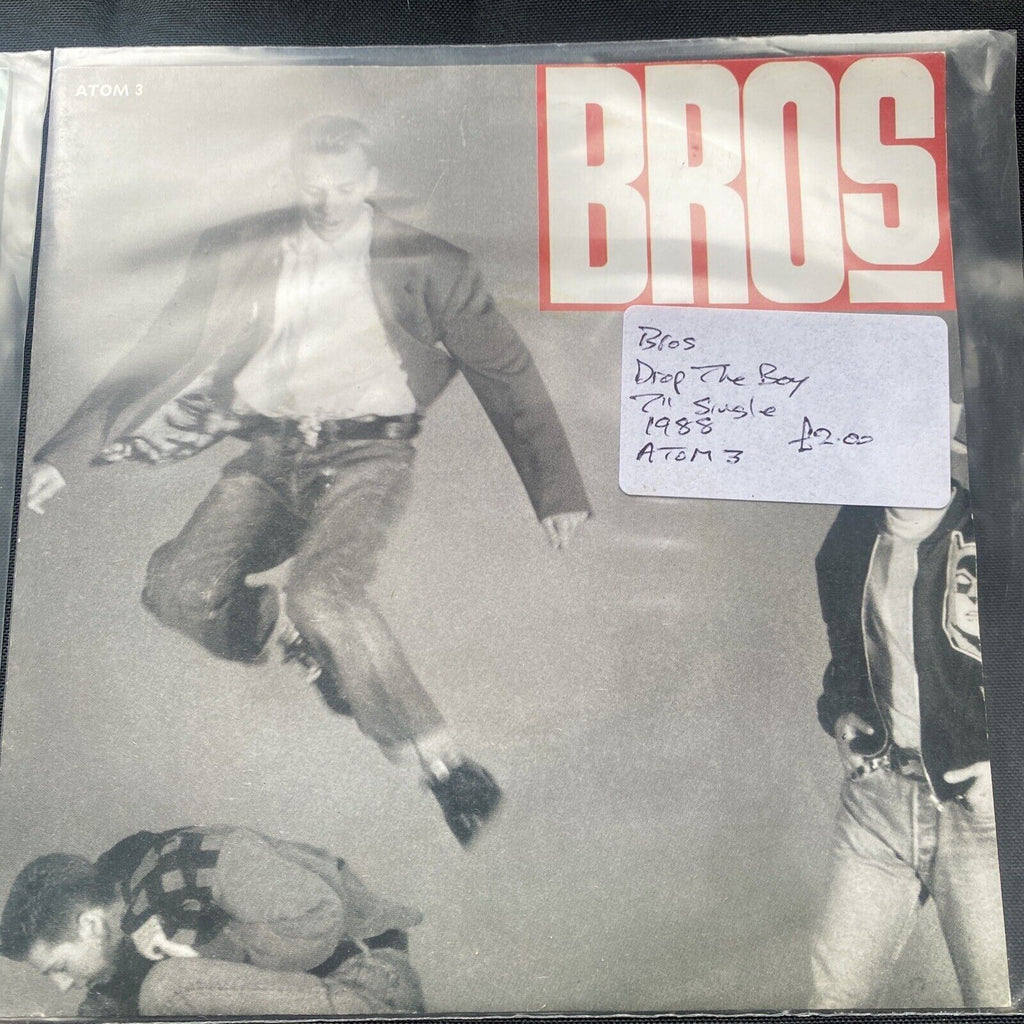 ATOM 3
BROS
Bros
Drop The Boy
7" Single
1988 £2.00
ATOM 3